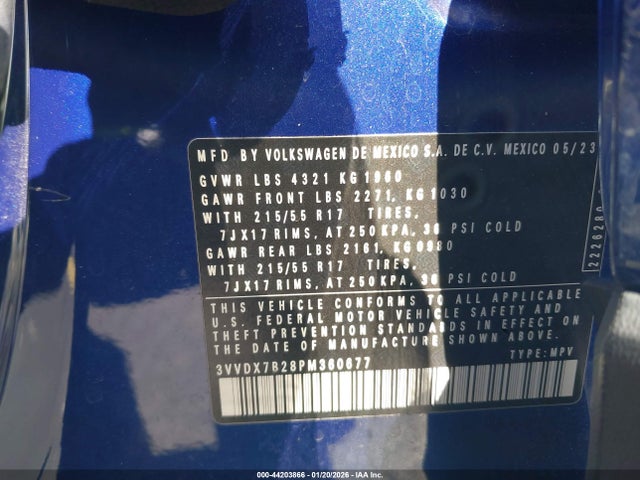 MFD BY VOLKSWAGEN DE MEXICO S.A. DE C.V. MEXICO 05/23
GVWR LBS 4321 KG 1960
GAWR FRONT LBS 2271, KG 1030
WITH 215/55 R17 TIRES,
7JX17 RIMS, AT 250 KPA, 36 PSI COLD
GAWR REAR LBS 2161, KG 0980
WITH 215/55 R17 TIRES,
7JX17 RIMS, AT 250 KPA, 36 PSI COLD
THIS VEHICLE CONFORMS TO ALL APPLICABLE
U.S. FEDERAL MOTOR VEHICLE SAFETY AND
THEFT PREVENTION STANDARDS IN EFFECT ON
THE DATE OF MANUFACTURE SHOWN ABOVE.
3VVDX7B28PM360677 TYPE: MPV
2226280
000-44203866 - 01/20/2026 - IAAI.com